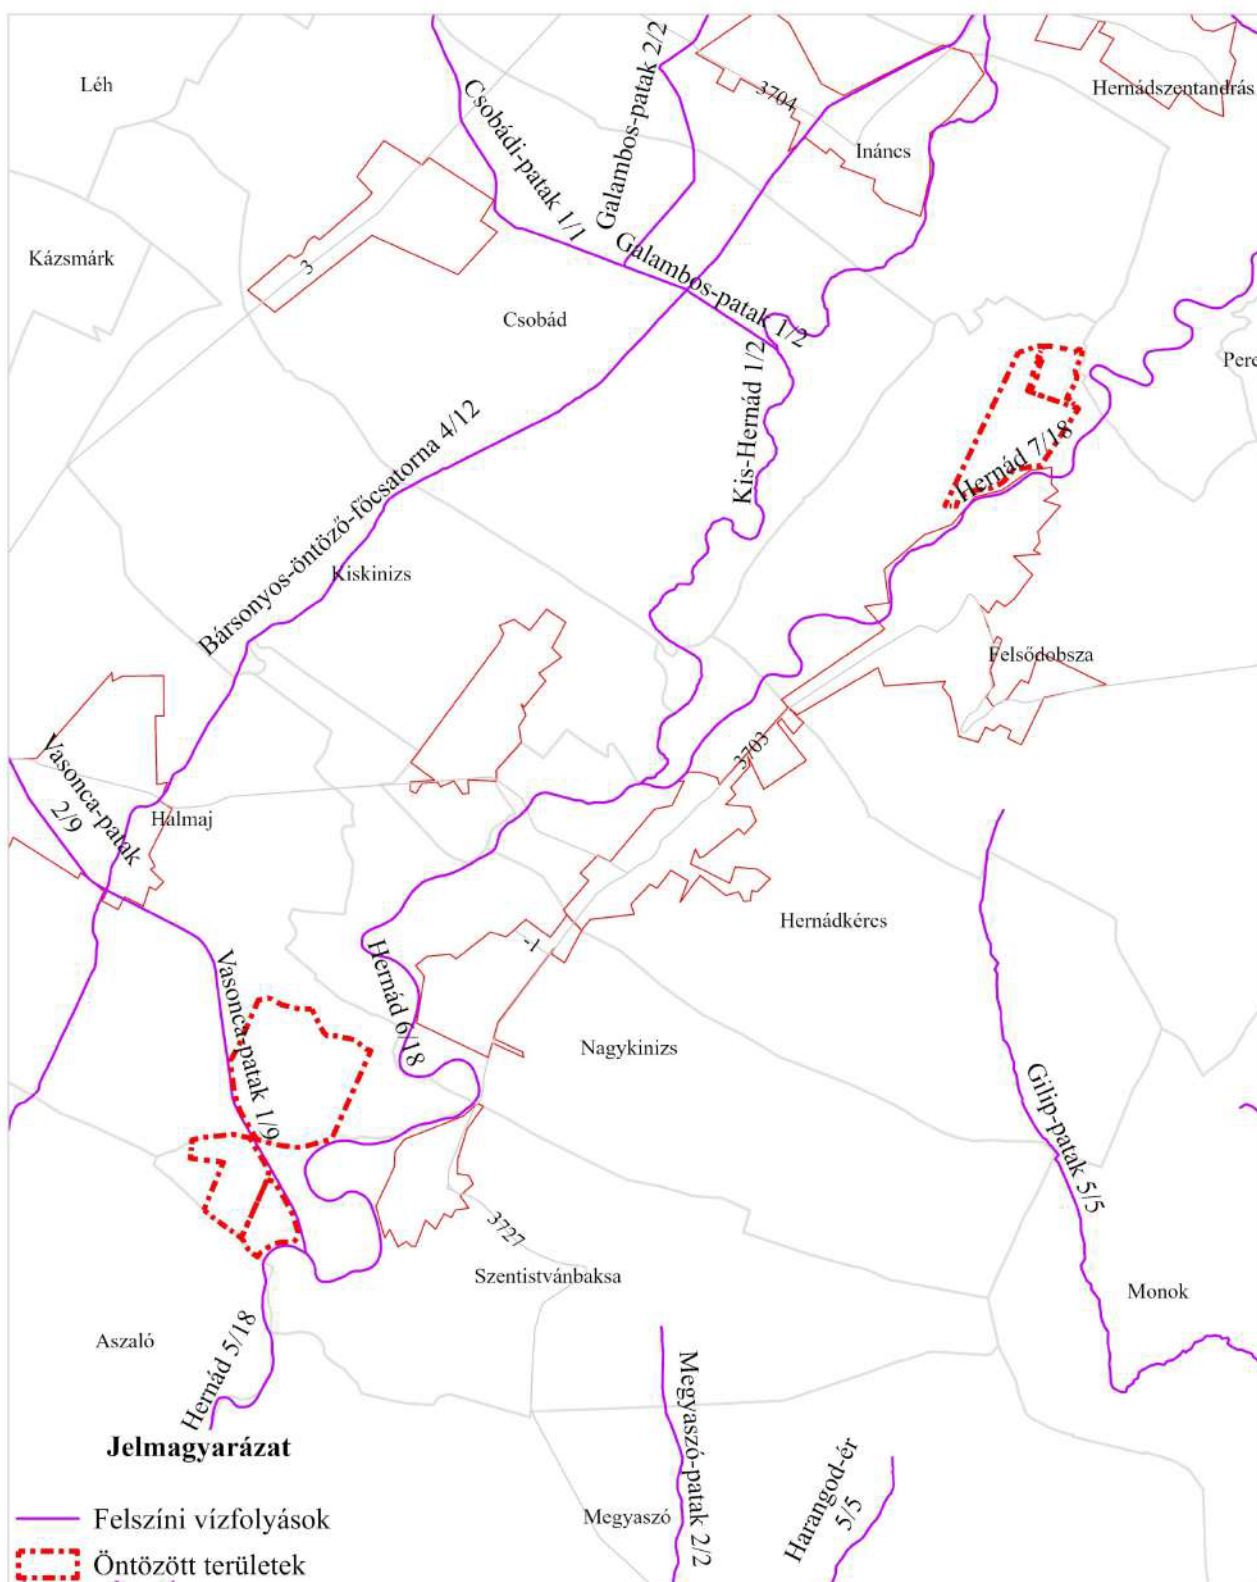 Léh
Csobádi-patak 1/1
Galambos-patak 2/2
3704
Hernádszentandrás
Ináncs
Kázsmárk
3
Galambos-patak 1/2
Csobád
Kis-Hernád 1/2
Pere
Bársonyos-öntöző-főcsatorna 4/12
Hernád 7/18
Kiskinizs
Felsődobsza
3703
Vasonca-patak
2/9
Halmaj
Hernádkércs
-1
Hernád 6/18
Vasonca-patak 1/9
Nagykinizs
Gilip-patak 5/5
3727
Szentistvánbaksa
Monok
Aszaló
Hernád 5/18
Megyaszó-patak 2/2
Harangod-ér
5/5
Megyaszó
Jelmagyarázat
Felszíni vízfolyások
Öntözött területek